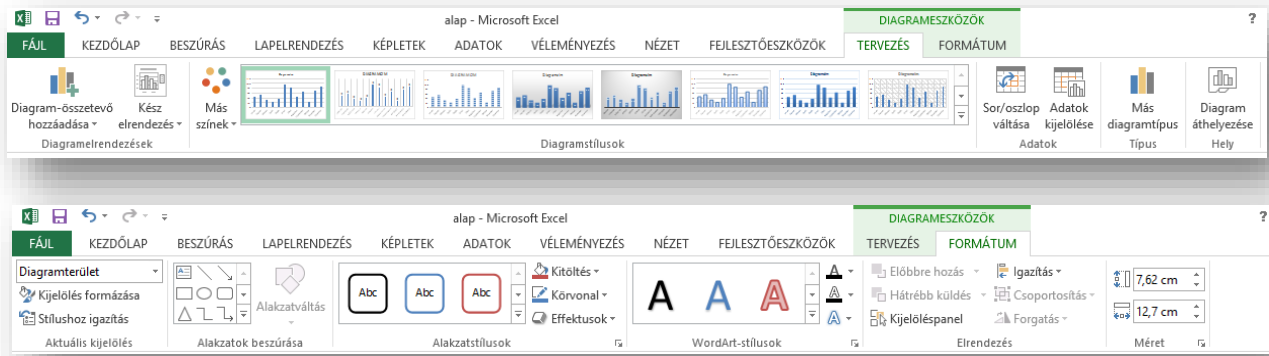 alap - Microsoft Excel DIAGRAMESZKÖZÖK ?
FÁJL KEZDŐLAP BESZÚRÁS LAPELRENDEZÉS KÉPLETEK ADATOK VÉLEMÉNYEZÉS NÉZET FEJLESZTŐESZKÖZÖK TERVEZÉS FORMÁTUM
Diagram-összetevő Kész Más Sor/oszlop Adatok Más Diagram
hozzáadása elrendezés színek váltása kijelölése diagramtípus áthelyezése
Diagramelrendezések Diagramstílusok Adatok Típus Hely
alap - Microsoft Excel DIAGRAMESZKÖZÖK ?
FÁJL KEZDŐLAP BESZÚRÁS LAPELRENDEZÉS KÉPLETEK ADATOK VÉLEMÉNYEZÉS NÉZET FEJLESZTŐESZKÖZÖK TERVEZÉS FORMÁTUM
Diagramterület Kitöltés A Előbbre hozás Igazítás 7,62 cm
Kijelölés formázása Alakzatváltás Abc Abc Abc Körvonal A A A A Hátrébb küldés Csoportosítás
Stílushoz igazítás Effektusok A Kijelöléspanel Forgatás 12,7 cm
Aktuális kijelölés Alakzatok beszúrása Alakzatstílusok WordArt-stílusok Elrendezés Méret